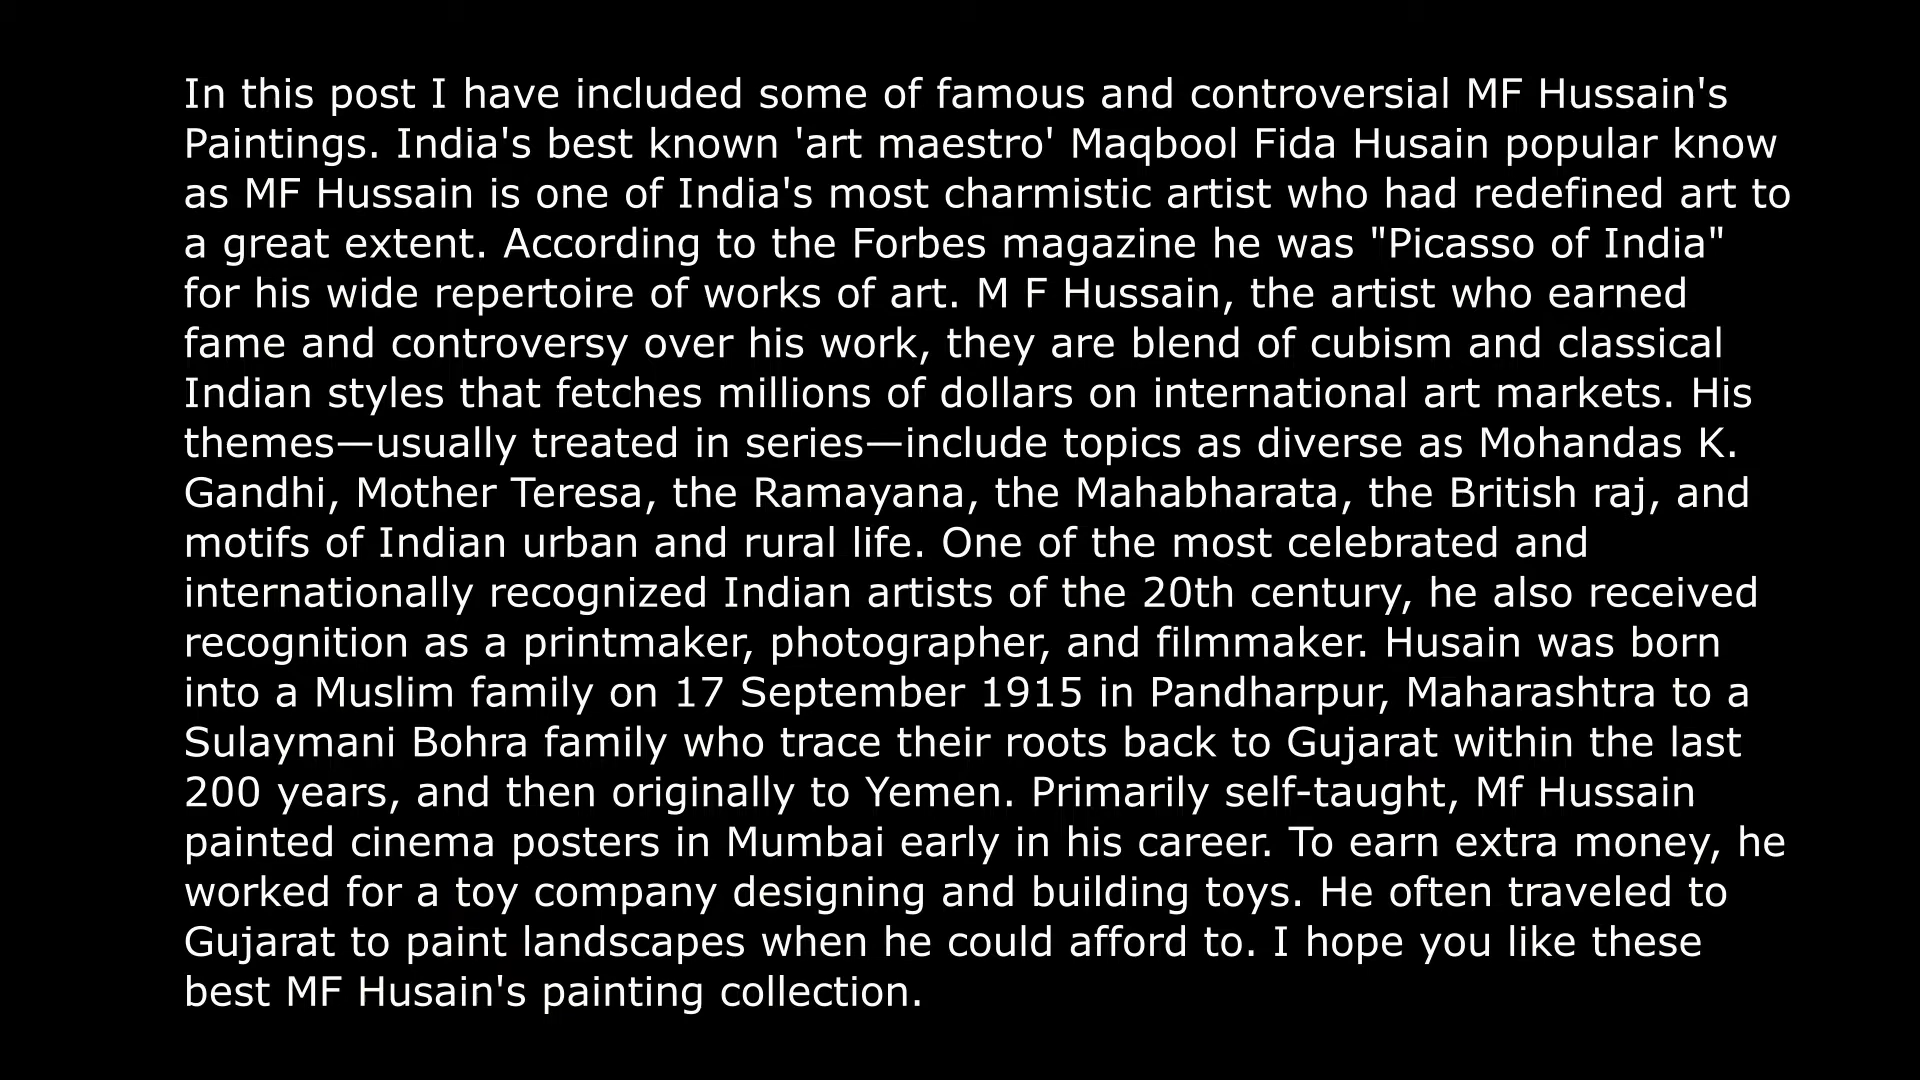 In this post I have included some of famous and controversial MF Hussain's
Paintings. India's best known 'art maestro' Maqbool Fida Husain popular know
as MF Hussain is one of India's most charmistic artist who had redefined art to
a great extent. According to the Forbes magazine he was "Picasso of India"
for his wide repertoire of works of art. M F Hussain, the artist who earned
fame and controversy over his work, they are blend of cubism and classical
Indian styles that fetches millions of dollars on international art markets. His
themes—usually treated in series—include topics as diverse as Mohandas K.
Gandhi, Mother Teresa, the Ramayana, the Mahabharata, the British raj, and
motifs of Indian urban and rural life. One of the most celebrated and
internationally recognized Indian artists of the 20th century, he also received
recognition as a printmaker, photographer, and filmmaker. Husain was born
into a Muslim family on 17 September 1915 in Pandharpur, Maharashtra to a
Sulaymani Bohra family who trace their roots back to Gujarat within the last
200 years, and then originally to Yemen. Primarily self-taught, Mf Hussain
painted cinema posters in Mumbai early in his career. To earn extra money, he
worked for a toy company designing and building toys. He often traveled to
Gujarat to paint landscapes when he could afford to. I hope you like these
best MF Husain's painting collection.